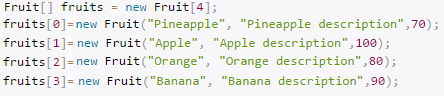 Fruit[] fruits = new Fruit[4];
fruits[0]= new Fruit("Pineapple", "Pineapple description",70);
fruits[1]= new Fruit("Apple", "Apple description",100);
fruits[2]= new Fruit("Orange", "Orange description",80);
fruits[3]= new Fruit("Banana", "Banana description",90);